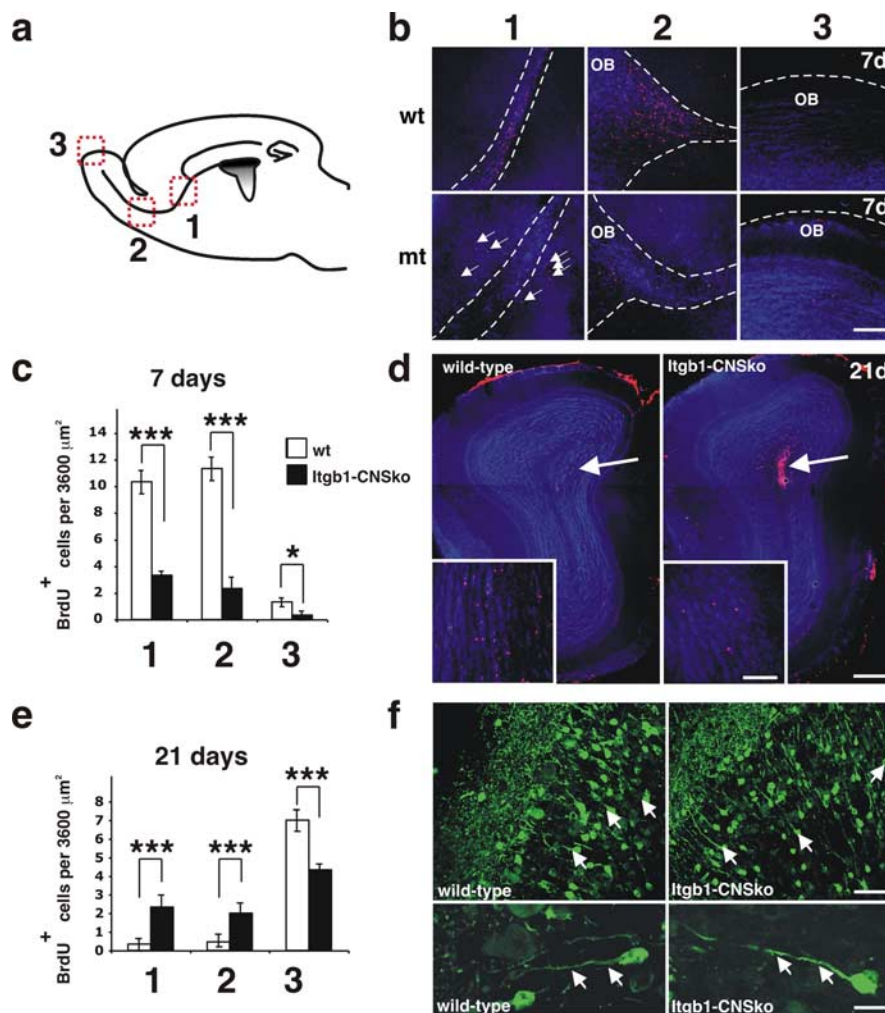 a
3
2
1
b
1 2 3
wt
OB
OB
7d
mt
OB
OB
7d
c
7 days
BrdU+ cells per 3600 µm²
14
12
10
8
6
4
2
0
***
***
*
wt
Itgb1-CNSko
1 2 3
d
wild-type
Itgb1-CNSko
21d
e
21 days
BrdU+ cells per 3600 µm²
7
6
5
4
3
2
1
0
***
***
***
1 2 3
f
wild-type
Itgb1-CNSko
wild-type
Itgb1-CNSko